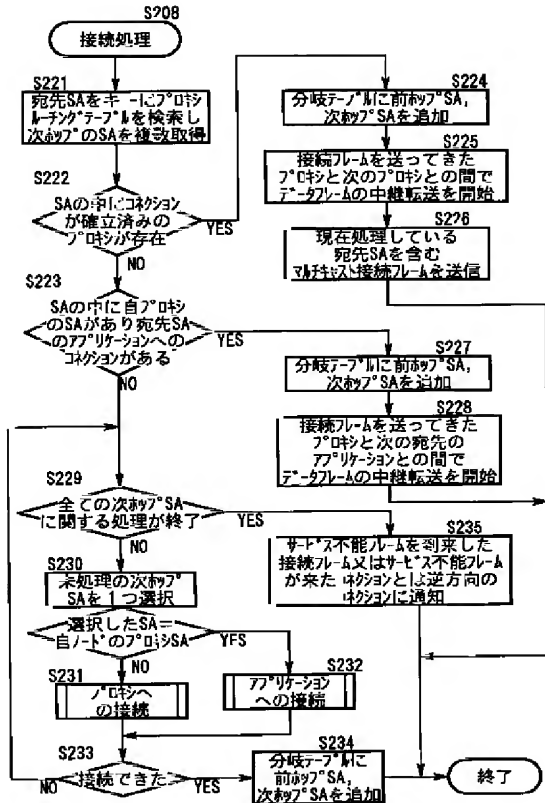 S208
接続処理
S221
宛先SAをキーにプロキシ
ルーチングテーブルを検索し
次ホップのSAを複数取得
S222
SAの中にコネクション
が確立済みの
プロキシが存在
YES
NO
S223
SAの中に自プロキシ
のSAがあり宛先SA
のアプリケーションへの
コネクションがある
YES
NO
S224
分岐テーブルに前ホップSA,
次ホップSAを追加
S225
接続フレームを送ってきた
プロキシと次のプロキシとの間で
データフレームの中継転送を開始
S226
現在処理している
宛先SAを含む
マルチキャスト接続フレームを送信
S227
分岐テーブルに前ホップSA,
次ホップSAを追加
S228
接続フレームを送ってきた
プロキシと次の宛先の
アプリケーションとの間で
データフレームの中継転送を開始
S229
全ての次ホップSA
に関する処理が終了
YES
NO
S235
サービス不能フレームを到来した
接続フレーム又はサービス不能フレーム
が来たコネクションとは逆方向の
コネクションに通知
S230
未処理の次ホップ
SAを1つ選択
選択したSA=
自ノードのプロキシSA
YES
NO
S231
プロキシへ
の接続
S232
アプリケーション
への接続
S233
接続できた
NO
YES
S234
分岐テーブルに
前ホップSA,
次ホップSAを追加
終了